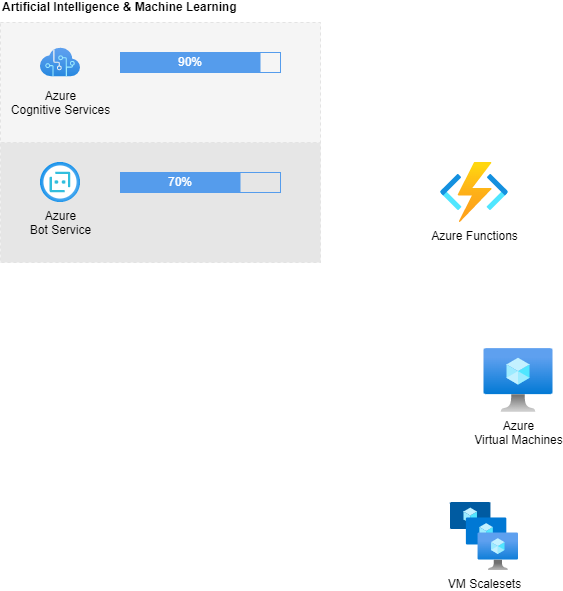 Artificial Intelligence & Machine Learning
90%
Azure
Cognitive Services
70%
Azure
Bot Service
Azure Functions
Azure
Virtual Machines
VM Scalesets